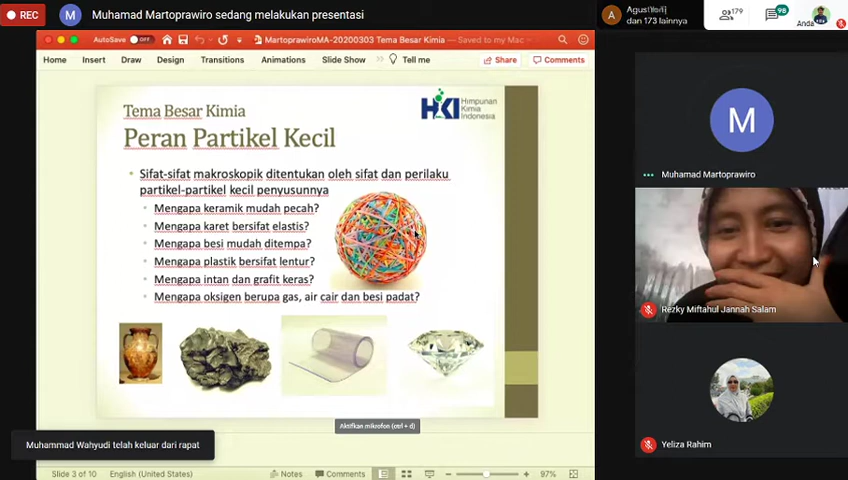 REC
M
Muhamad Martoprawiro sedang melakukan presentasi
A
dan 173 lainnya
179
98
Anda
AutoSave OFF
MartoprawiroMA-20200303 Tema Besar Kimia — Saved to my Mac
Home Insert Draw Design Transitions Animations Slide Show >> Tell me Share Comments
Tema Besar Kimia
Peran Partikel Kecil
HKI Himpunan
Kimia
Indonesia
• Sifat-sifat makroskopik ditentukan oleh sifat dan perilaku
partikel-partikel kecil penyusunnya
• Mengapa keramik mudah pecah?
• Mengapa karet bersifat elastis?
• Mengapa besi mudah ditempa?
• Mengapa plastik bersifat lentur?
• Mengapa intan dan grafit keras?
• Mengapa oksigen berupa gas, air cair dan besi padat?
Aktifkan mikrofon (ctrl + d)
Muhammad Wahyudi telah keluar dari rapat
Slide 3 of 10 English (United States) Notes Comments 97%
M
Muhamad Martoprawiro
Rezky Miftahul Jannah Salam
Yeliza Rahim